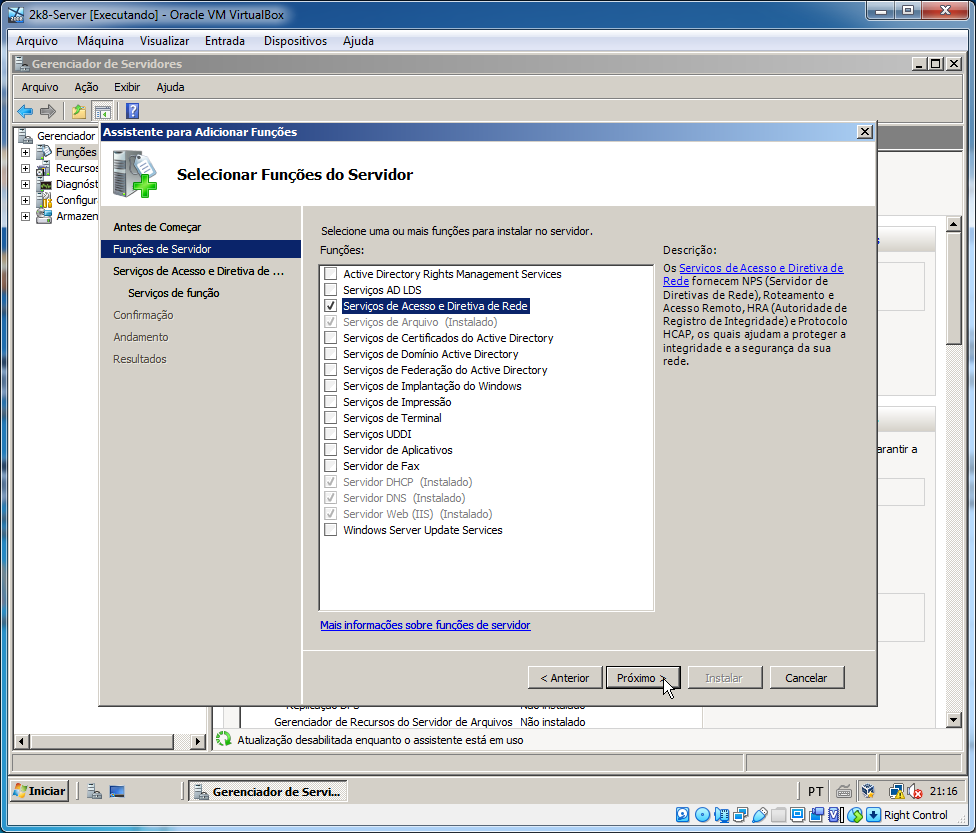 2k8-Server [Executando] - Oracle VM VirtualBox
Arquivo Máquina Visualizar Entrada Dispositivos Ajuda
Gerenciador de Servidores
Arquivo Ação Exibir Ajuda
Gerenciador
Funções
Recursos
Diagnóst
Configur
Armazen
Assistente para Adicionar Funções
Selecionar Funções do Servidor
Antes de Começar
Funções de Servidor
Serviços de Acesso e Diretiva de ...
Serviços de função
Confirmação
Andamento
Resultados
Selecione uma ou mais funções para instalar no servidor.
Funções:
Active Directory Rights Management Services
Serviços AD LDS
Serviços de Acesso e Diretiva de Rede
Serviços de Arquivo (Instalado)
Serviços de Certificados do Active Directory
Serviços de Domínio Active Directory
Serviços de Federação do Active Directory
Serviços de Implantação do Windows
Serviços de Impressão
Serviços de Terminal
Serviços UDDI
Servidor de Aplicativos
Servidor de Fax
Servidor DHCP (Instalado)
Servidor DNS (Instalado)
Servidor Web (IIS) (Instalado)
Windows Server Update Services
Mais informações sobre funções de servidor
Descrição:
Os Serviços de Acesso e Diretiva de
Rede fornecem NPS (Servidor de
Diretivas de Rede), Roteamento e
Acesso Remoto, HRA (Autoridade de
Registro de Integridade) e Protocolo
HCAP, os quais ajudam a proteger a
integridade e a segurança da sua
rede.
arantir a
< Anterior Próximo > Instalar Cancelar
Gerenciador de Recursos do Servidor de Arquivos Não instalado
Atualização desabilitada enquanto o assistente está em uso
Iniciar Gerenciador de Servi... PT 21:16
Right Control